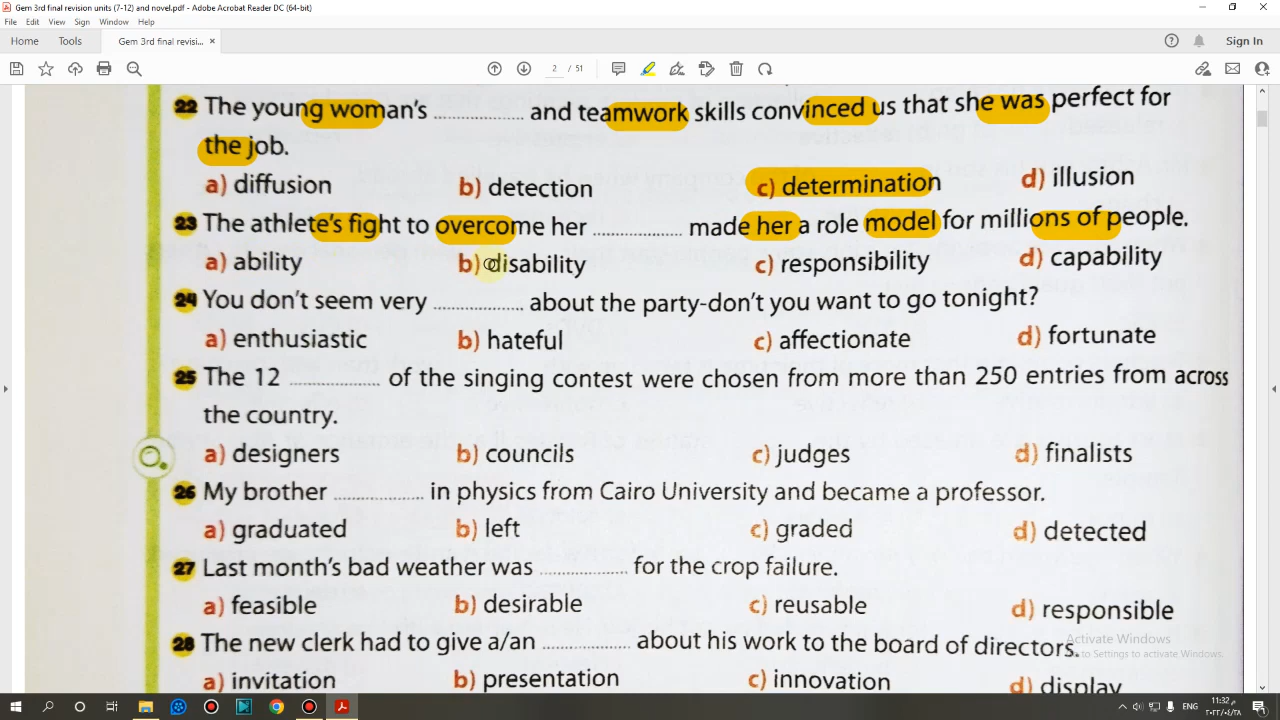 Gem 3rd final revision units (7-12) and novel.pdf - Adobe Acrobat Reader DC (64-bit)
File Edit View Sign Window Help
Home Tools Gem 3rd final revisi... × Sign In
2 / 51
22 The young woman's .................... and teamwork skills convinced us that she was perfect for
the job.
a) diffusion b) detection c) determination d) illusion
23 The athlete's fight to overcome her .................... made her a role model for millions of people.
a) ability b) disability c) responsibility d) capability
24 You don't seem very .................... about the party-don't you want to go tonight?
a) enthusiastic b) hateful c) affectionate d) fortunate
25 The 12 .................... of the singing contest were chosen from more than 250 entries from across
the country.
a) designers b) councils c) judges d) finalists
26 My brother .................... in physics from Cairo University and became a professor.
a) graduated b) left c) graded d) detected
27 Last month's bad weather was .................... for the crop failure.
a) feasible b) desirable c) reusable d) responsible
28 The new clerk had to give a/an .................... about his work to the board of directors.
a) invitation b) presentation c) innovation d) display
Activate Windows
Go to Settings to activate Windows.
ENG
11:32 م
٢٠٢٢/٠٤/٢٨